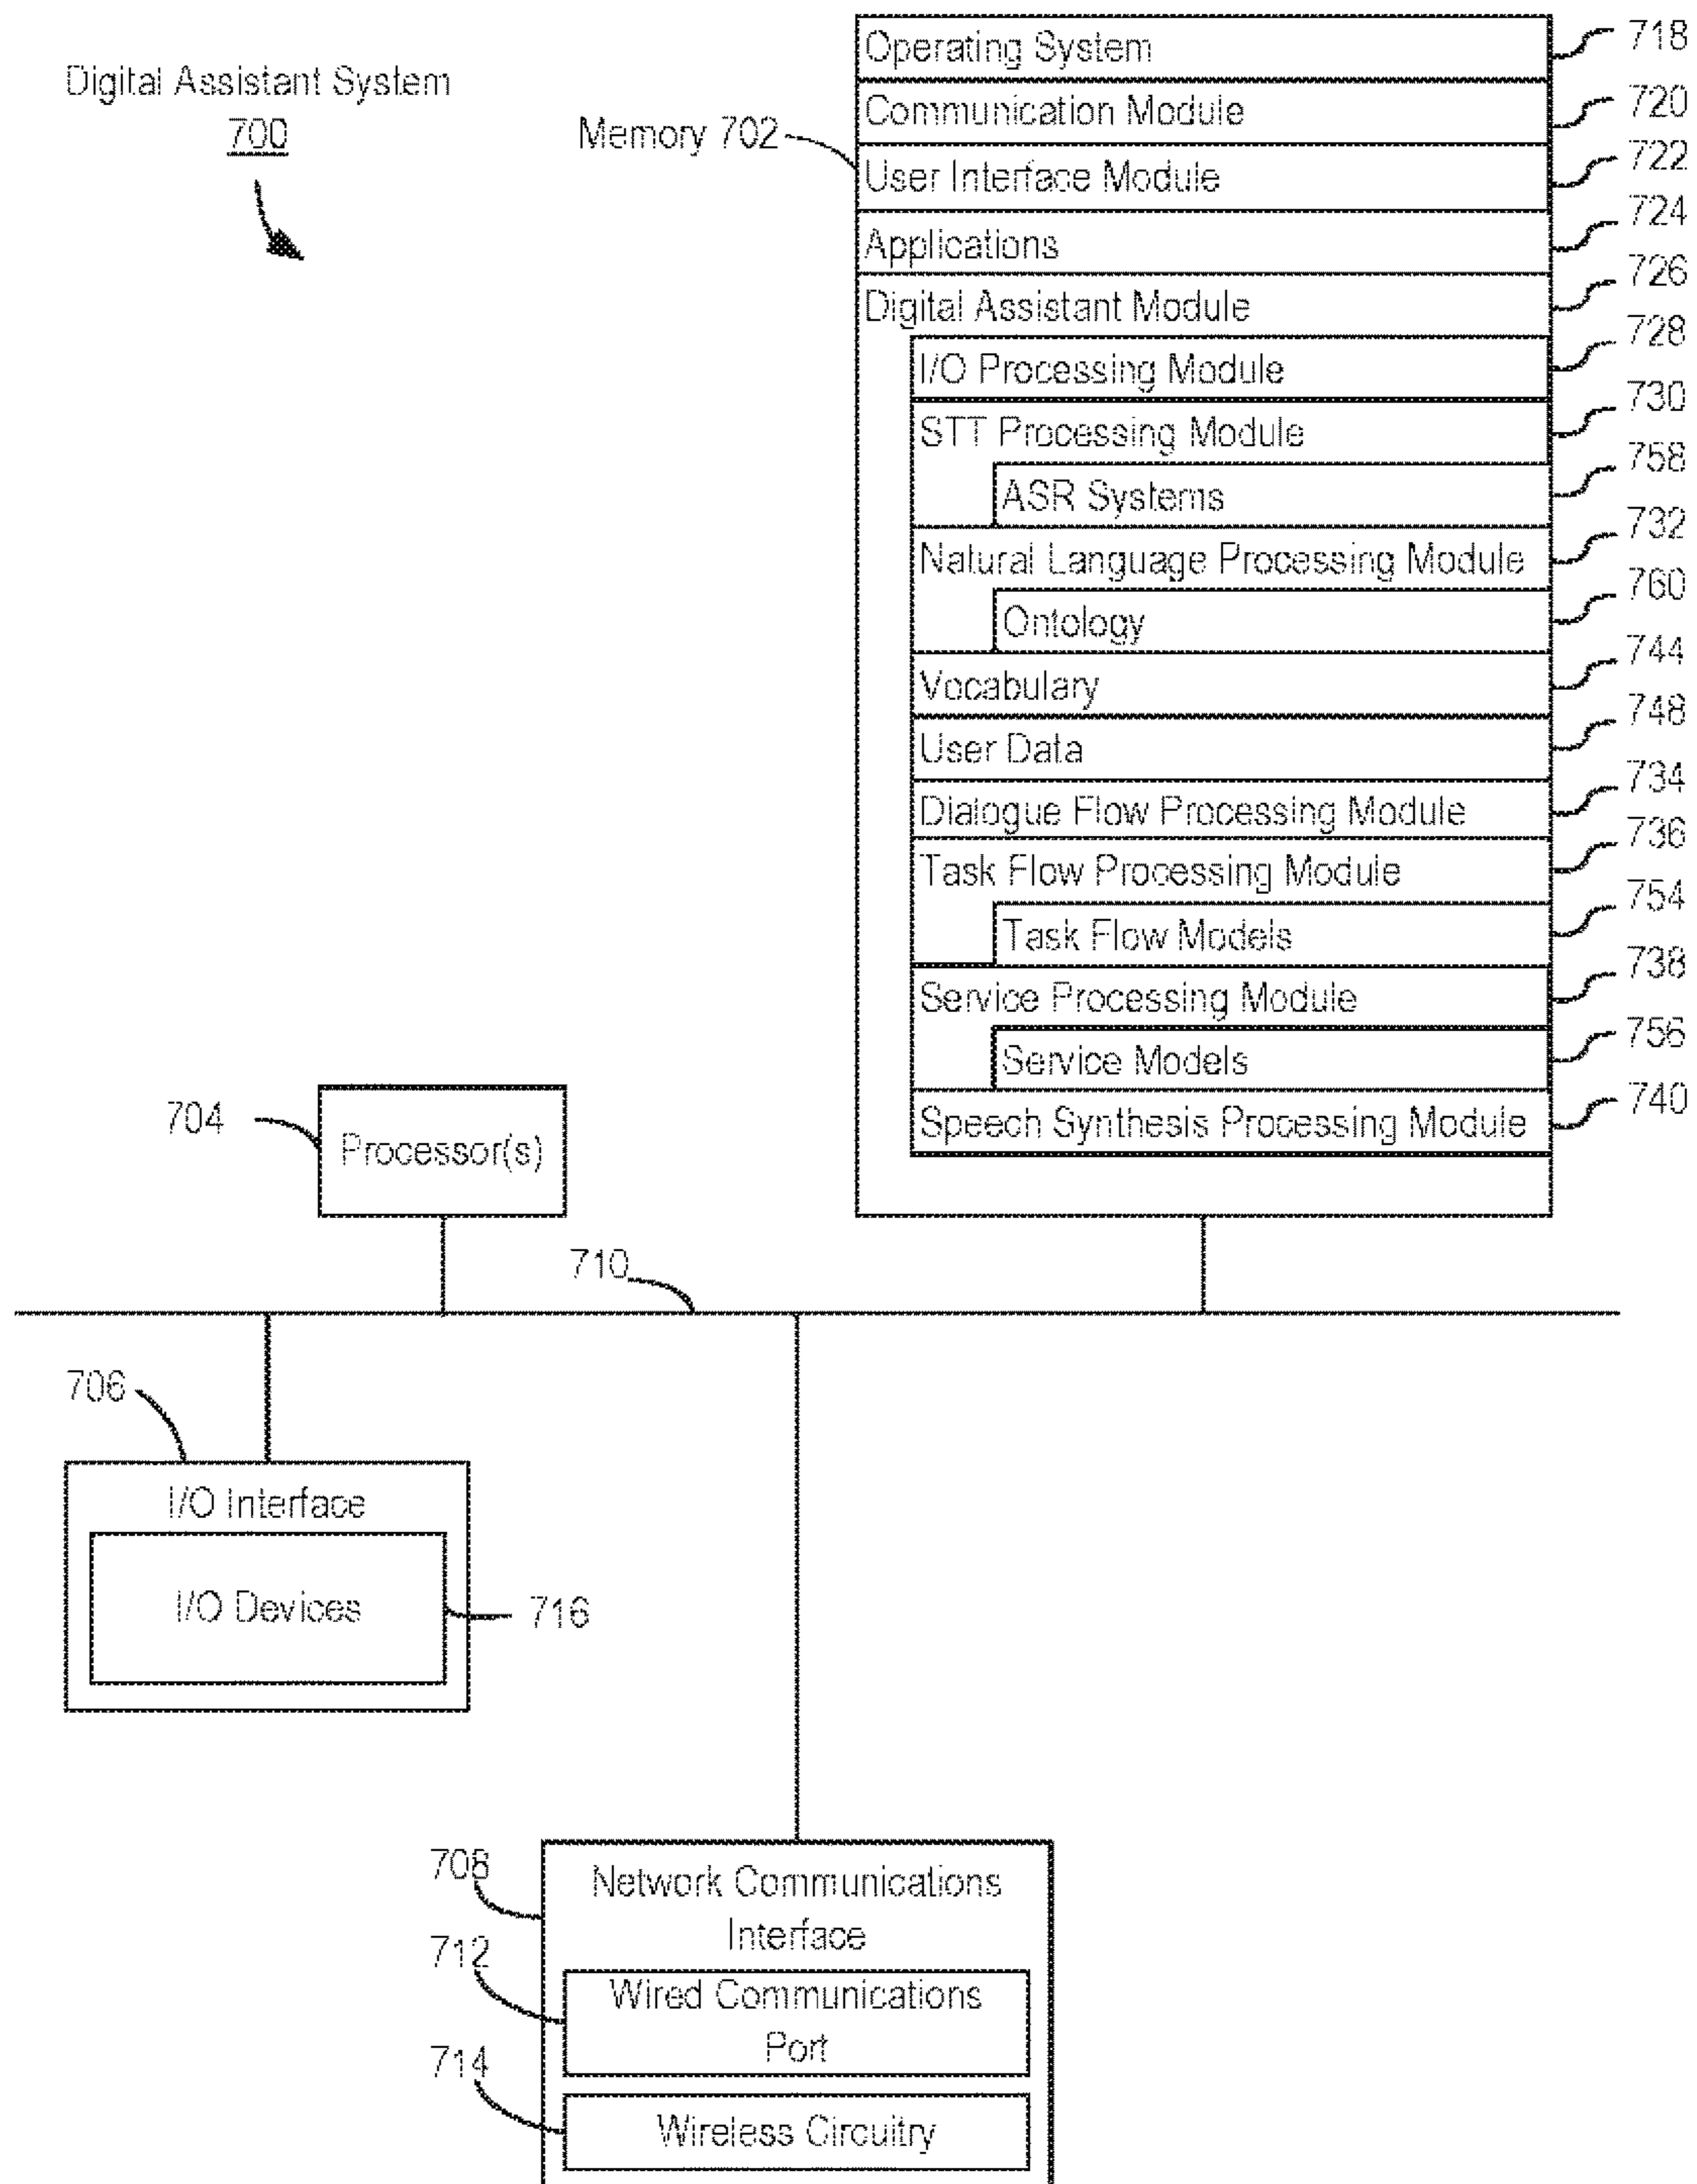 Digital Assistant System
700
Memory 702
Operating System 718
Communication Module 720
User Interface Module 722
Applications 724
Digital Assistant Module 726
I/O Processing Module 728
STT Processing Module 730
ASR Systems 758
Natural Language Processing Module 732
Ontology 760
Vocabulary 744
User Data 748
Dialogue Flow Processing Module 734
Task Flow Processing Module 736
Task Flow Models 754
Service Processing Module 738
Service Models 756
Speech Synthesis Processing Module 740
704
Processor(s)
710
706
I/O Interface
I/O Devices
716
708
Network Communications
Interface
712
Wired Communications
Port
714
Wireless Circuitry